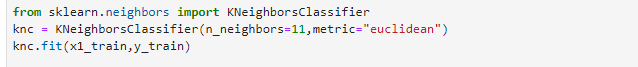 from sklearn.neighbors import KNeighborsClassifier
knc = KNeighborsClassifier(n_neighbors=11,metric="euclidean")
knc.fit(x1_train,y_train)